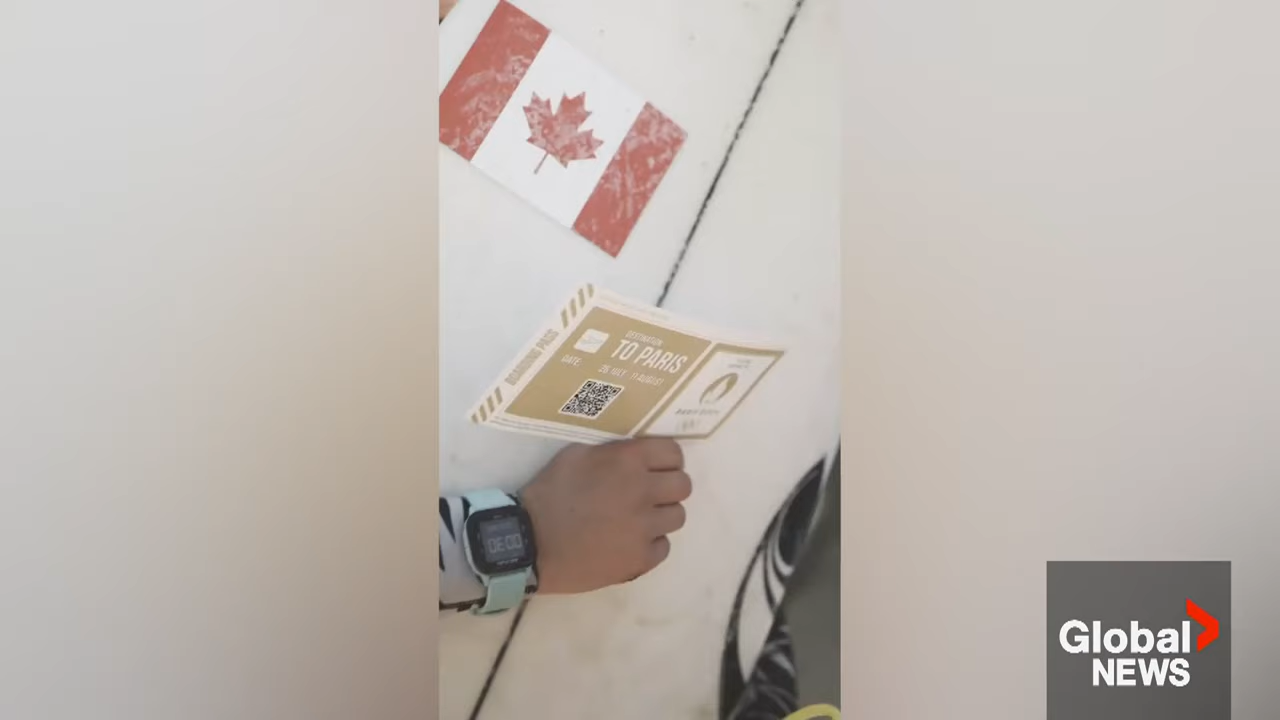 BOARDING PASS
DESTINATION
TO PARIS
DATE:
26 JULY - 11 AUGUST
Global
NEWS